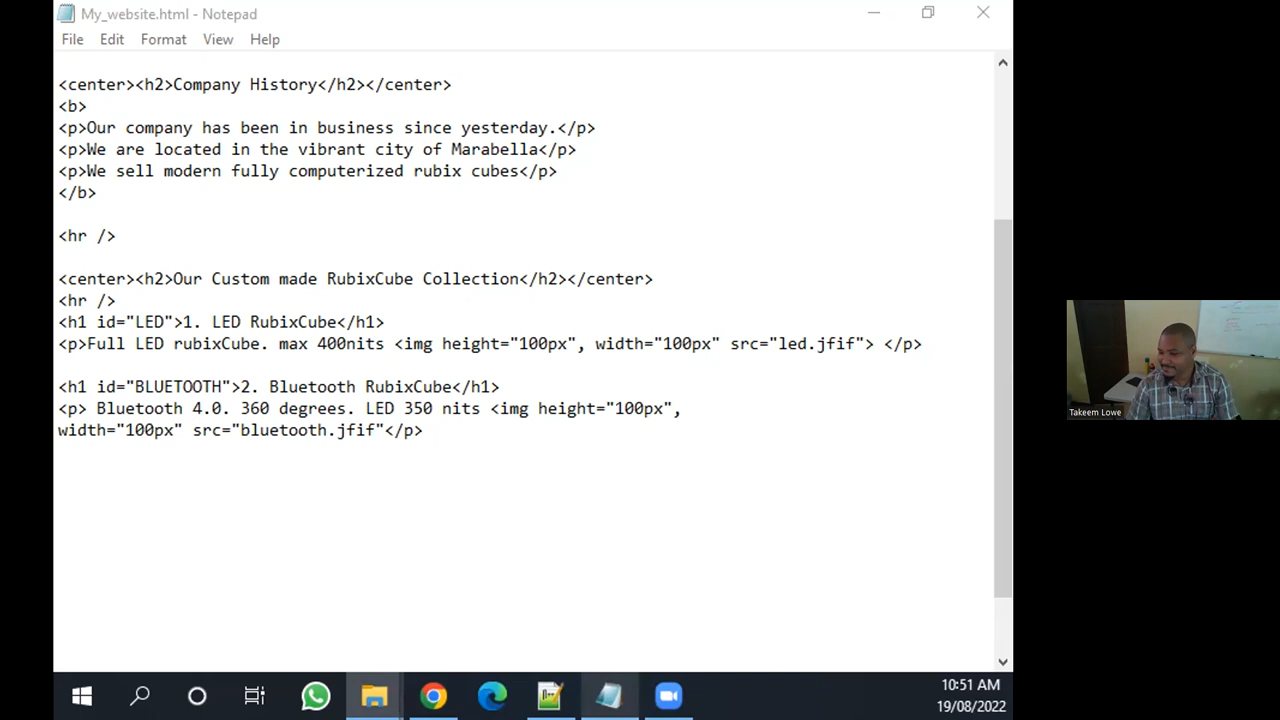 My_website.html - Notepad
File Edit Format View Help
<center><h2>Company History</h2></center>
<b>
<p>Our company has been in business since yesterday.</p>
<p>We are located in the vibrant city of Marabella</p>
<p>We sell modern fully computerized rubix cubes</p>
</b>
<hr />
<center><h2>Our Custom made RubixCube Collection</h2></center>
<hr />
<h1 id="LED">1. LED RubixCube</h1>
<p>Full LED rubixCube. max 400nits <img height="100px", width="100px" src="led.jfif"> </p>
<h1 id="BLUETOOTH">2. Bluetooth RubixCube</h1>
<p> Bluetooth 4.0. 360 degrees. LED 350 nits <img height="100px",
width="100px" src="bluetooth.jfif"</p>
Takeem Lowe
10:51 AM
19/08/2022